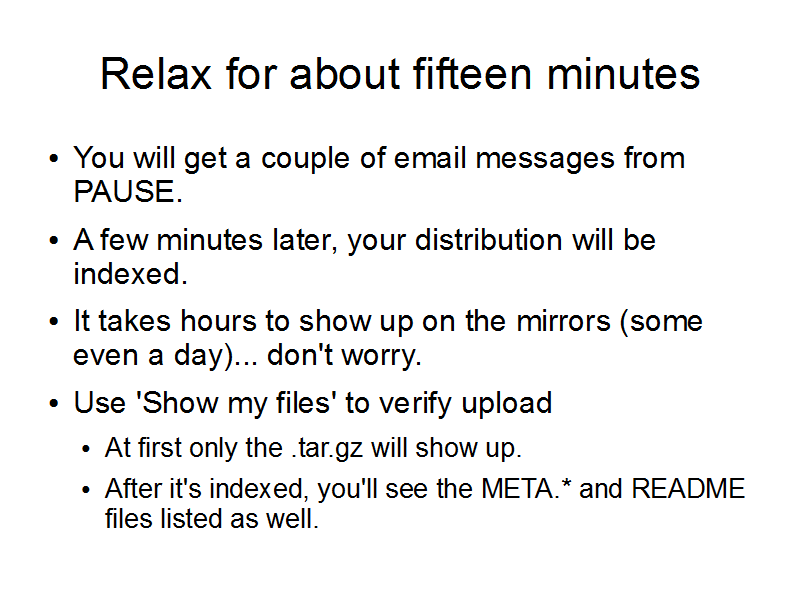 Relax for about fifteen minutes
• You will get a couple of email messages from
PAUSE.
• A few minutes later, your distribution will be
indexed.
• It takes hours to show up on the mirrors (some
even a day)... don't worry.
• Use 'Show my files' to verify upload
• At first only the .tar.gz will show up.
• After it's indexed, you'll see the META.* and README
files listed as well.